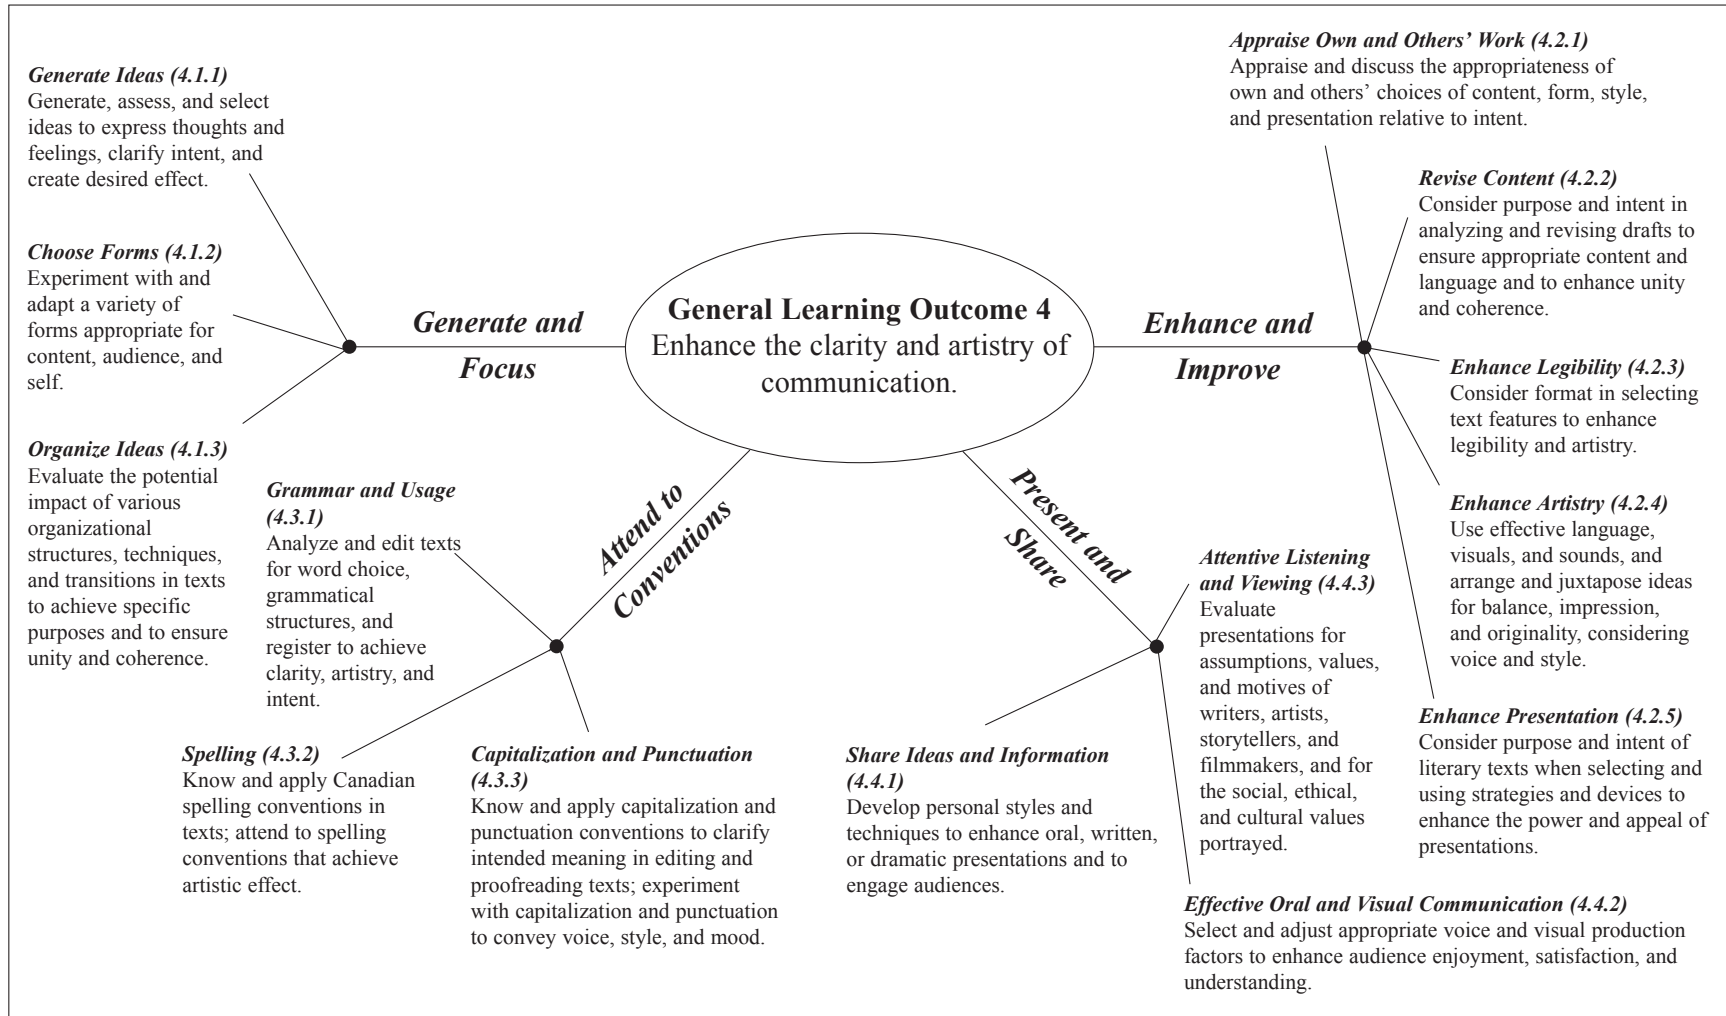 Generate Ideas (4.1.1)
Generate, assess, and select
ideas to express thoughts and
feelings, clarify intent, and
create desired effect.
Choose Forms (4.1.2)
Experiment with and
adapt a variety of
forms appropriate for
content, audience, and
self.
Organize Ideas (4.1.3)
Evaluate the potential
impact of various
organizational
structures, techniques,
and transitions in texts
to achieve specific
purposes and to ensure
unity and coherence.
Generate and
Focus
General Learning Outcome 4
Enhance the clarity and artistry of
communication.
Enhance and
Improve
Appraise Own and Others’ Work (4.2.1)
Appraise and discuss the appropriateness of
own and others’ choices of content, form, style,
and presentation relative to intent.
Revise Content (4.2.2)
Consider purpose and intent in
analyzing and revising drafts to
ensure appropriate content and
language and to enhance unity
and coherence.
Enhance Legibility (4.2.3)
Consider format in selecting
text features to enhance
legibility and artistry.
Enhance Artistry (4.2.4)
Use effective language,
visuals, and sounds, and
arrange and juxtapose ideas
for balance, impression,
and originality, considering
voice and style.
Enhance Presentation (4.2.5)
Consider purpose and intent of
literary texts when selecting and
using strategies and devices to
enhance the power and appeal of
presentations.
Attend to
Conventions
Grammar and Usage
(4.3.1)
Analyze and edit texts
for word choice,
grammatical
structures, and
register to achieve
clarity, artistry, and
intent.
Spelling (4.3.2)
Know and apply Canadian
spelling conventions in
texts; attend to spelling
conventions that achieve
artistic effect.
Capitalization and Punctuation
(4.3.3)
Know and apply capitalization and
punctuation conventions to clarify
intended meaning in editing and
proofreading texts; experiment
with capitalization and punctuation
to convey voice, style, and mood.
Present and
Share
Share Ideas and Information
(4.4.1)
Develop personal styles and
techniques to enhance oral, written,
or dramatic presentations and to
engage audiences.
Attentive Listening
and Viewing (4.4.3)
Evaluate
presentations for
assumptions, values,
and motives of
writers, artists,
storytellers, and
filmmakers, and for
the social, ethical,
and cultural values
portrayed.
Effective Oral and Visual Communication (4.4.2)
Select and adjust appropriate voice and visual production
factors to enhance audience enjoyment, satisfaction, and
understanding.